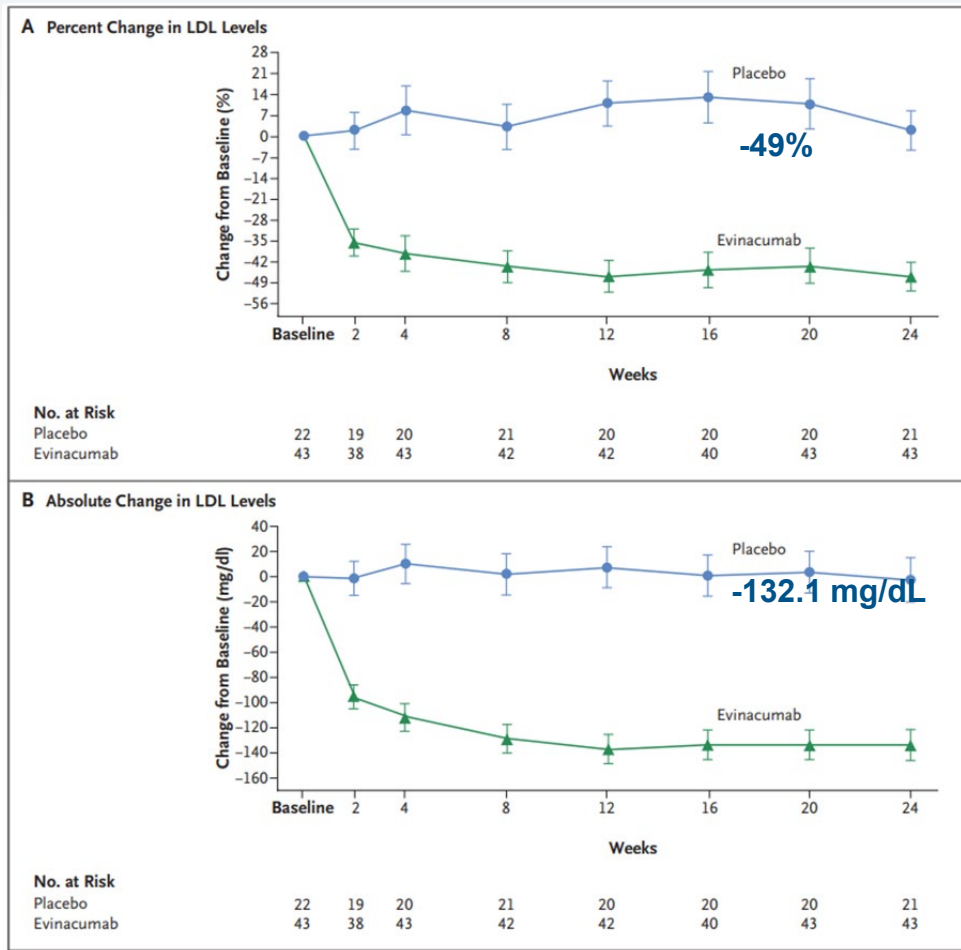 A Percent Change in LDL Levels
Change from Baseline (%)
28
21
14
7
0
−7
−14
−21
−28
−35
−42
−49
−56
Placebo
-49%
Evinacumab
Baseline 2 4 8 12 16 20 24
Weeks
No. at Risk
Placebo 22 19 20 21 20 20 20 21
Evinacumab 43 38 43 42 42 40 43 43
B Absolute Change in LDL Levels
Change from Baseline (mg/dl)
40
20
0
−20
−40
−60
−80
−100
−120
−140
−160
Placebo
-132.1 mg/dL
Evinacumab
Baseline 2 4 8 12 16 20 24
Weeks
No. at Risk
Placebo 22 19 20 21 20 20 20 21
Evinacumab 43 38 43 42 42 40 43 43